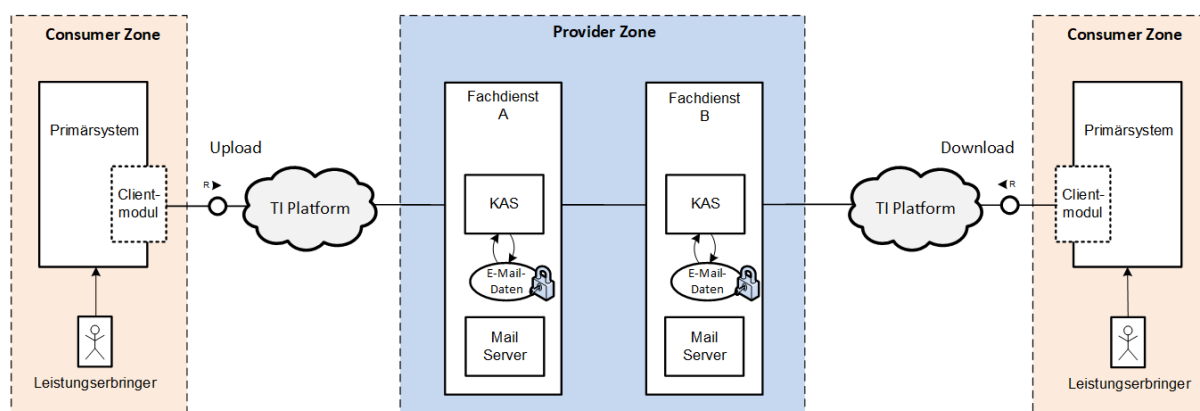 Consumer Zone
Primärsystem
Client-
modul
Leistungserbringer
Upload
R
TI Platform
Provider Zone
Fachdienst
A
KAS
E-Mail-
Daten
Mail
Server
Fachdienst
B
KAS
E-Mail-
Daten
Mail
Server
Download
R
TI Platform
Consumer Zone
Primärsystem
Client-
modul
Leistungserbringer